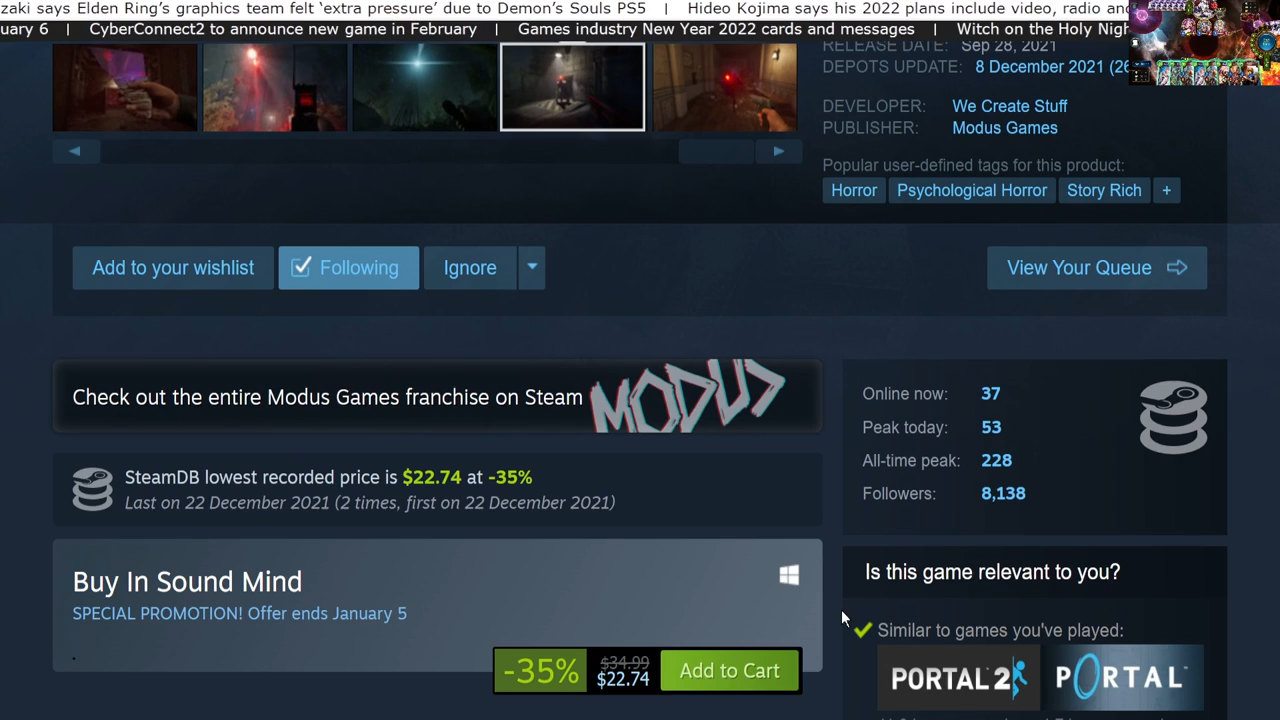 zaki says Elden Ring's graphics team felt 'extra pressure' due to Demon's Souls PS5 | Hideo Kojima says his 2022 plans include video, radio an
uary 6 | CyberConnect2 to announce new game in February | Games industry New Year 2022 cards and messages | Witch on the Holy Nigh
RELEASE DATE: Sep 28, 2021
DEPOTS UPDATE: 8 December 2021 (26
DEVELOPER: We Create Stuff
PUBLISHER: Modus Games
Popular user-defined tags for this product:
Horror Psychological Horror Story Rich +
Add to your wishlist Following Ignore View Your Queue
Check out the entire Modus Games franchise on Steam MODUS
Online now: 37
Peak today: 53
All-time peak: 228
Followers: 8,138
SteamDB lowest recorded price is $22.74 at -35%
Last on 22 December 2021 (2 times, first on 22 December 2021)
Buy In Sound Mind
SPECIAL PROMOTION! Offer ends January 5
-35% $34.99 $22.74 Add to Cart
Is this game relevant to you?
Similar to games you've played:
PORTAL 2 PORTAL